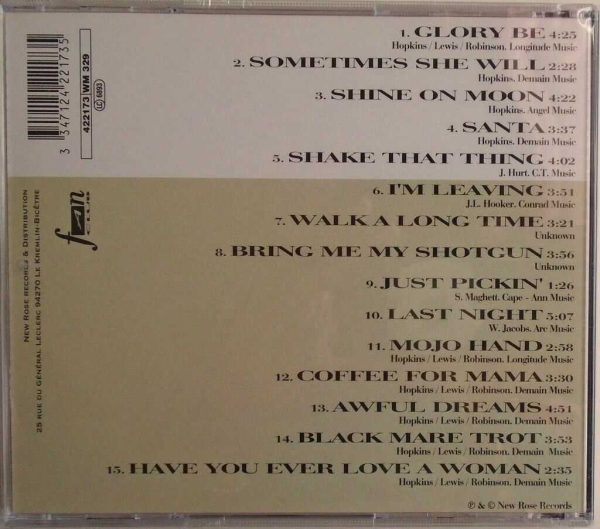 1. GLORY BE 4:25
Hopkins / Lewis / Robinson. Longitude Music
2. SOMETIMES SHE WILL 2:28
Hopkins. Demain Music
3. SHINE ON MOON 4:22
Hopkins. Angel Music
4. SANTA 3:37
Hopkins. Demain Music
5. SHAKE THAT THING 4:02
J. Hurt. C.T. Music
6. I'M LEAVING 3:51
J.L. Hooker. Conrad Music
7. WALK A LONG TIME 3:21
Unknown
8. BRING ME MY SHOTGUN 3:56
Unknown
9. JUST PICKIN' 1:26
S. Maghett. Cape - Ann Music
10. LAST NIGHT 5:07
W. Jacobs. Arc Music
11. MOJO HAND 2:58
Hopkins / Lewis / Robinson. Longitude Music
12. COFFEE FOR MAMA 3:30
Hopkins / Lewis / Robinson. Demain Music
13. AWFUL DREAMS 4:51
Hopkins / Lewis / Robinson. Demain Music
14. BLACK MARE TROT 3:53
Hopkins / Lewis / Robinson. Demain Music
15. HAVE YOU EVER LOVE A WOMAN 2:35
Hopkins / Lewis / Robinson. Demain Music
℗ & © New Rose Records
3 347124 221735
422173 WM 329
LC 6893
fan
CLUB
NEW ROSE RECORDS & DISTRIBUTION
25 RUE DU GÉNÉRAL LECLERC 94270 LE KREMLIN-BICÊTRE